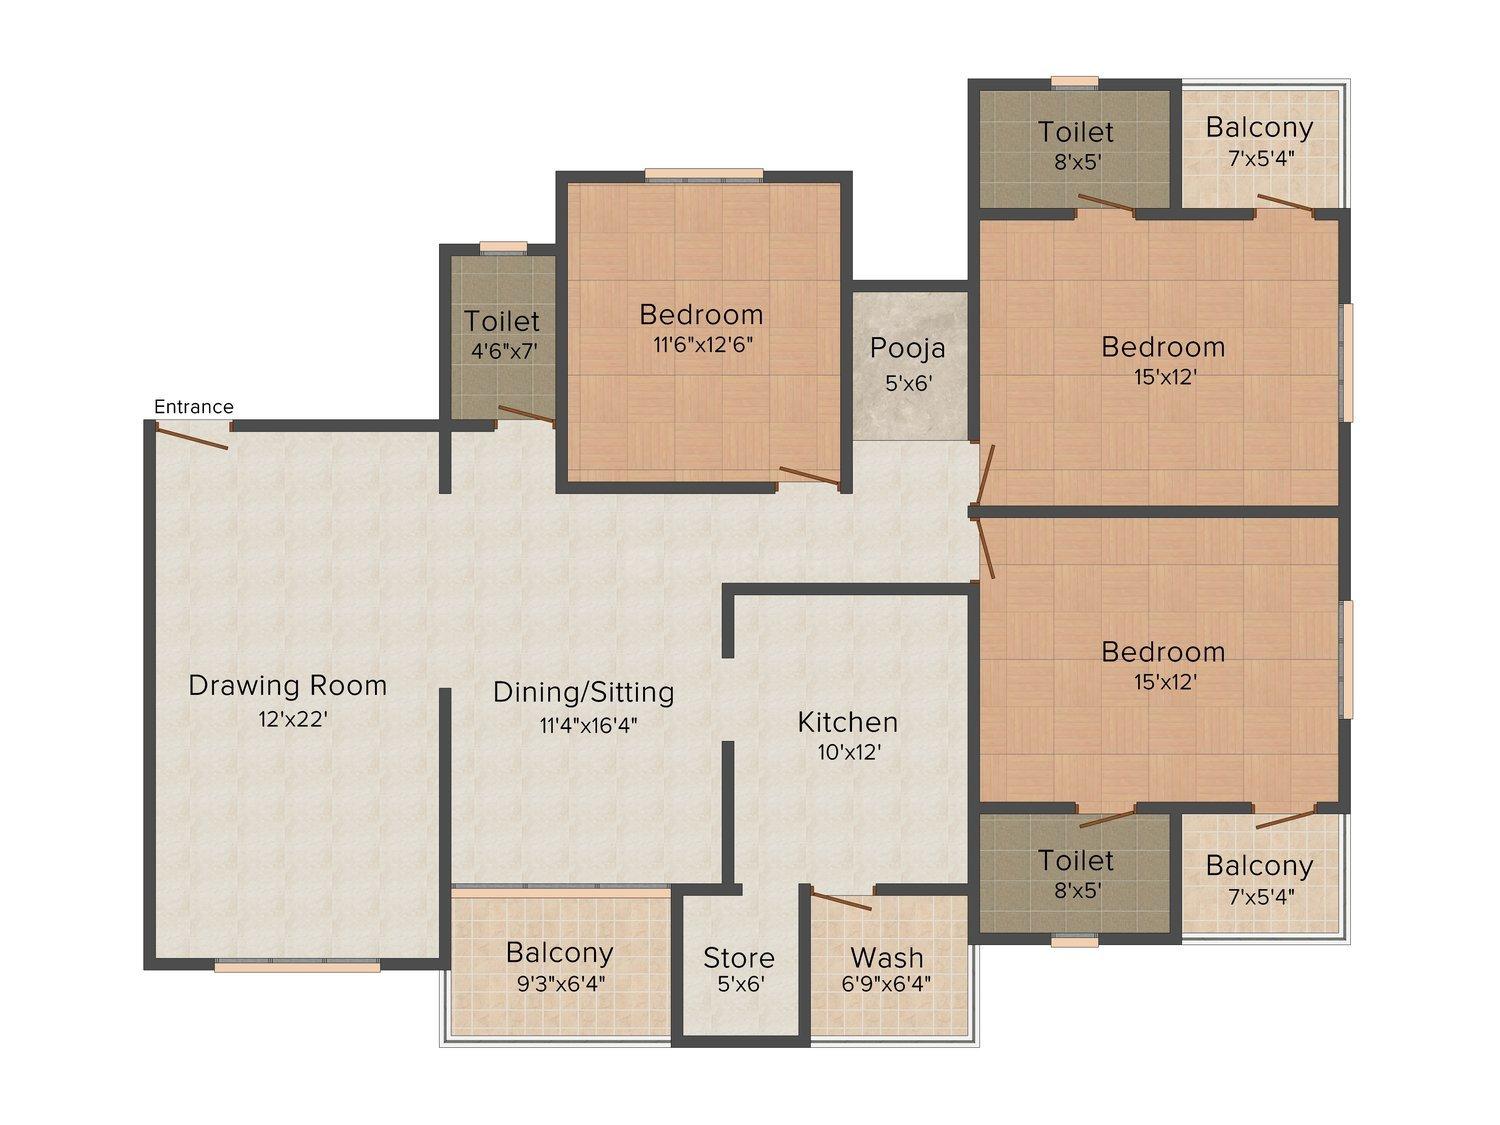 Toilet
8'x5'
Balcony
7'x5'4"
Bedroom
11'6"x12'6"
Toilet
4'6"x7'
Pooja
5'x6'
Bedroom
15'x12'
Entrance
Drawing Room
12'x22'
Dining/Sitting
11'4"x16'4"
Kitchen
10'x12'
Bedroom
15'x12'
Toilet
8'x5'
Balcony
7'x5'4"
Balcony
9'3"x6'4"
Store
5'x6'
Wash
6'9"x6'4"